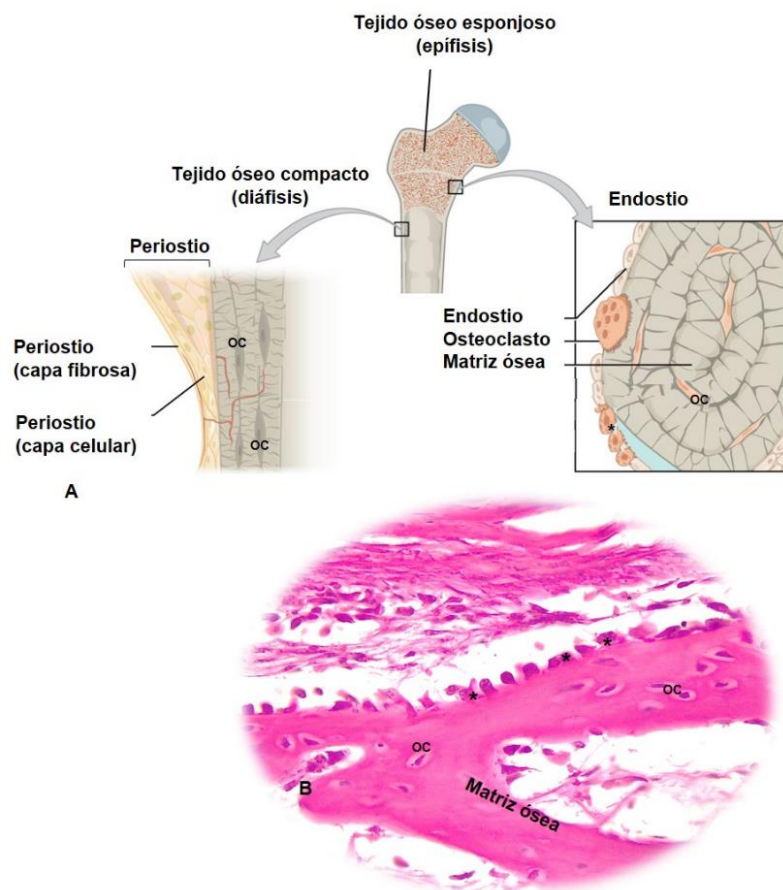 Tejido óseo esponjoso
(epífisis)
Tejido óseo compacto
(diáfisis)
Endostio
Periostio
Periostio
(capa fibrosa)
Periostio
(capa celular)
oc
oc
Endostio
Osteoclasto
Matriz ósea
oc
*
A
*
*
*
oc
oc
B
Matriz ósea